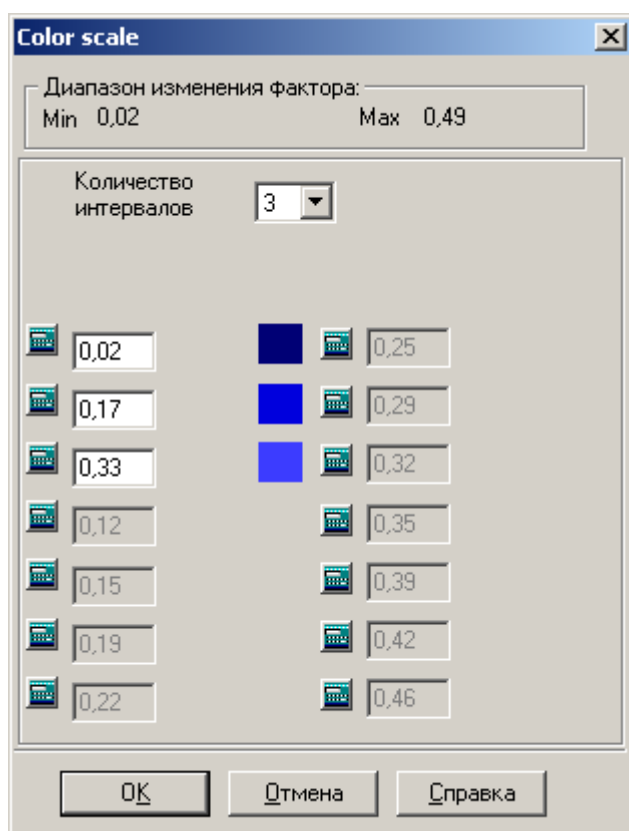 Color scale
Диапазон изменения фактора:
Min 0,02 Max 0,49
Количество
интервалов
3
0,02 0,25
0,17 0,29
0,33 0,32
0,12 0,35
0,15 0,39
0,19 0,42
0,22 0,46
OK Отмена Справка